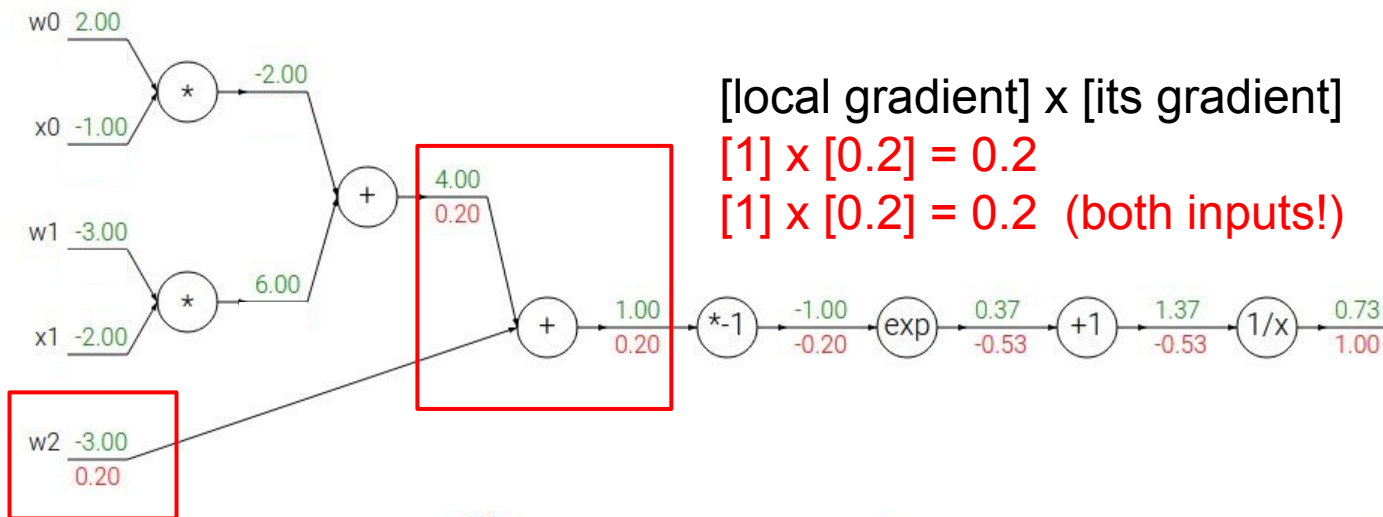 w0 2.00
-2.00
*
x0 -1.00
[local gradient] x [its gradient]
[1] x [0.2] = 0.2
[1] x [0.2] = 0.2 (both inputs!)
+
4.00
0.20
w1 -3.00
*
6.00
x1 -2.00
+
1.00
0.20
*-1
-1.00
-0.20
exp
0.37
-0.53
+1
1.37
-0.53
1/x
0.73
1.00
w2 -3.00
0.20